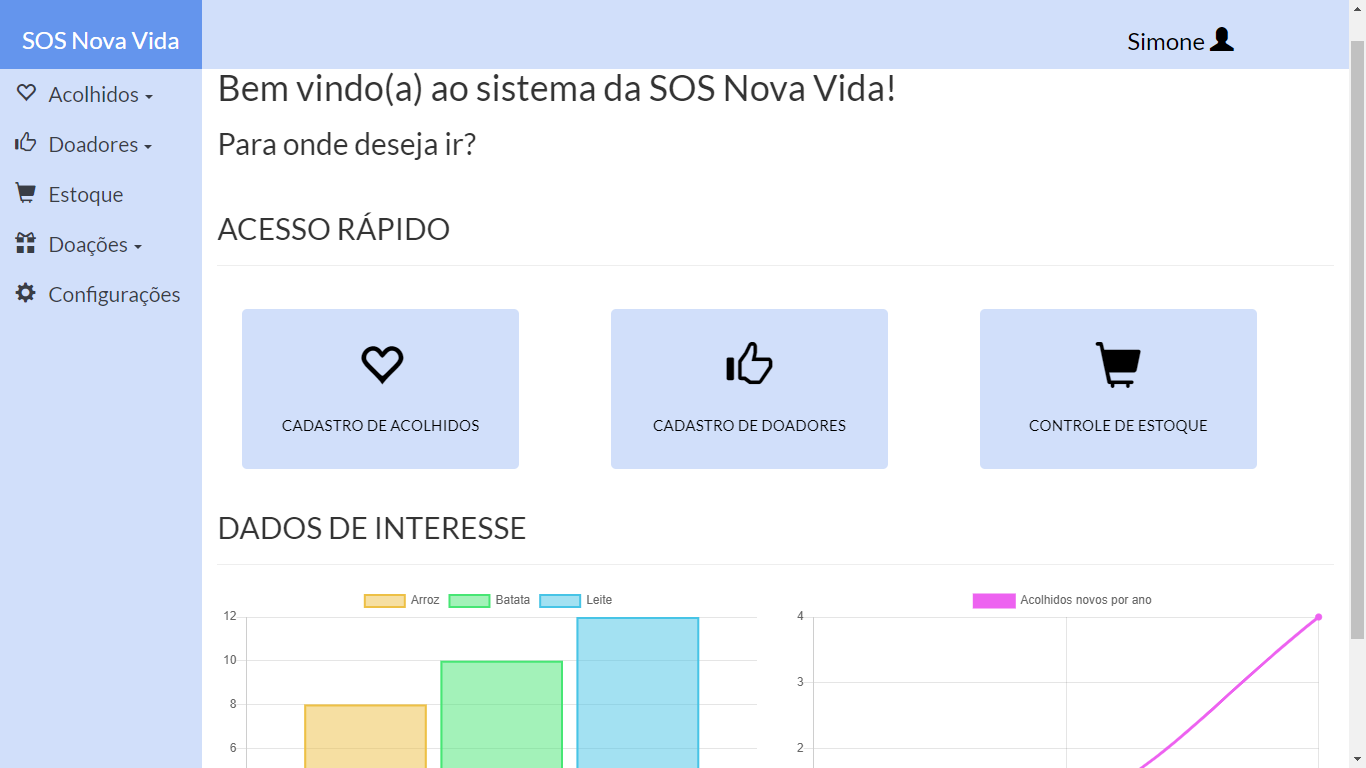 SOS Nova Vida
Simone
Acolhidos
Doadores
Estoque
Doações
Configurações
Bem vindo(a) ao sistema da SOS Nova Vida!
Para onde deseja ir?
ACESSO RÁPIDO
CADASTRO DE ACOLHIDOS
CADASTRO DE DOADORES
CONTROLE DE ESTOQUE
DADOS DE INTERESSE
Arroz Batata Leite
12
10
8
6
Acolhidos novos por ano
4
3
2